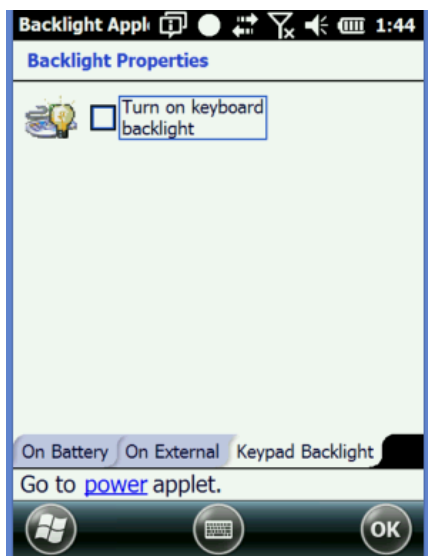 Backlight Appl 1:44
Backlight Properties
Turn on keyboard
backlight
On Battery On External Keypad Backlight
Go to power applet.
OK